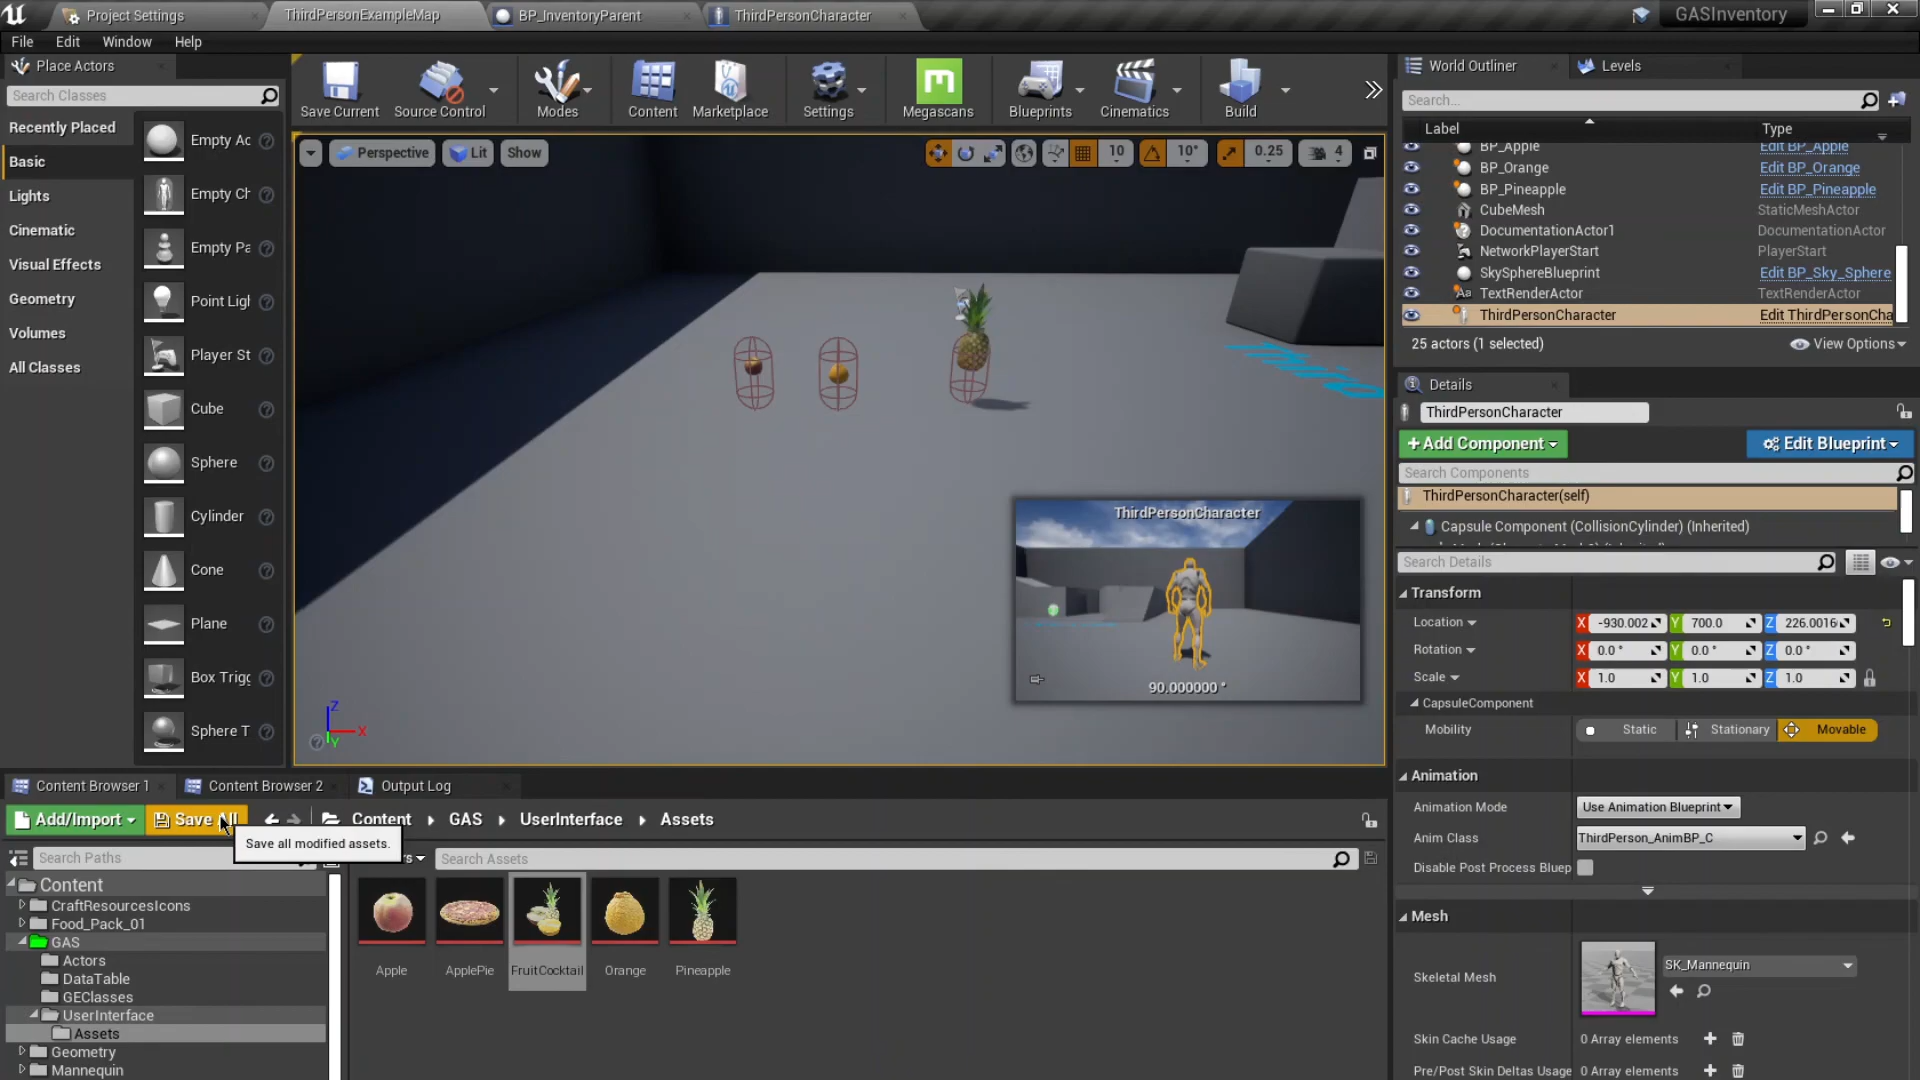 Project Settings
ThirdPersonExampleMap
BP_InventoryParent
ThirdPersonCharacter
GASInventory
File
Edit
Window
Help
Place Actors
World Outliner
Levels
Search Classes
Save Current
Source Control
Modes
Content
Marketplace
Settings
Megascans
Blueprints
Cinematics
Build
Search...
Label
Type
Recently Placed
Basic
Lights
Cinematic
Visual Effects
Geometry
Volumes
All Classes
Empty Ac
Empty Ch
Empty Pa
Point Ligh
Player St
Cube
Sphere
Cylinder
Cone
Plane
Box Trigg
Sphere T
Perspective
Lit
Show
10
10°
0.25
4
BP_Apple
Edit BP_Apple
BP_Orange
Edit BP_Orange
BP_Pineapple
Edit BP_Pineapple
CubeMesh
StaticMeshActor
DocumentationActor1
DocumentationActor
NetworkPlayerStart
PlayerStart
SkySphereBlueprint
Edit BP_Sky_Sphere
TextRenderActor
TextRenderActor
ThirdPersonCharacter
Edit ThirdPersonCha
25 actors (1 selected)
View Options
Details
ThirdPersonCharacter
+Add Component
Edit Blueprint
Search Components
ThirdPersonCharacter(self)
Capsule Component (CollisionCylinder) (Inherited)
Search Details
Transform
Location
X -930.002
Y 700.0
Z 226.0016
Rotation
X 0.0 °
Y 0.0 °
Z 0.0 °
Scale
X 1.0
Y 1.0
Z 1.0
CapsuleComponent
Mobility
Static
Stationary
Movable
Animation
Animation Mode
Use Animation Blueprint
Anim Class
ThirdPerson_AnimBP_C
Disable Post Process Bluep
Mesh
Skeletal Mesh
SK_Mannequin
Skin Cache Usage
0 Array elements
Pre/Post Skin Deltas Usage
0 Array elements
ThirdPersonCharacter
90.000000 °
Z
X
Y
Content Browser 1
Content Browser 2
Output Log
Add/Import
Save All
Content
GAS
UserInterface
Assets
Save all modified assets.
Search Paths
Search Assets
Content
CraftResourcesIcons
Food_Pack_01
GAS
Actors
DataTable
GEClasses
UserInterface
Assets
Geometry
Mannequin
Apple
ApplePie
FruitCocktail
Orange
Pineapple